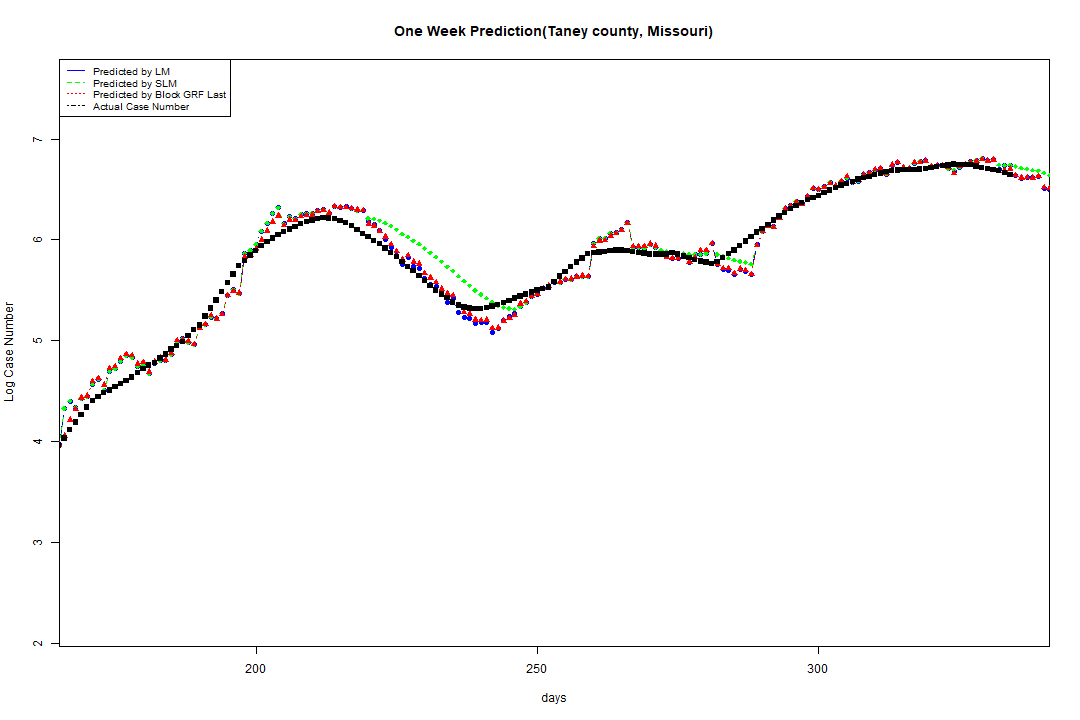 One Week Prediction(Taney county, Missouri)
Predicted by LM
Predicted by SLM
Predicted by Block GRF Last
Actual Case Number
7
6
5
4
3
2
Log Case Number
200 250 300
days